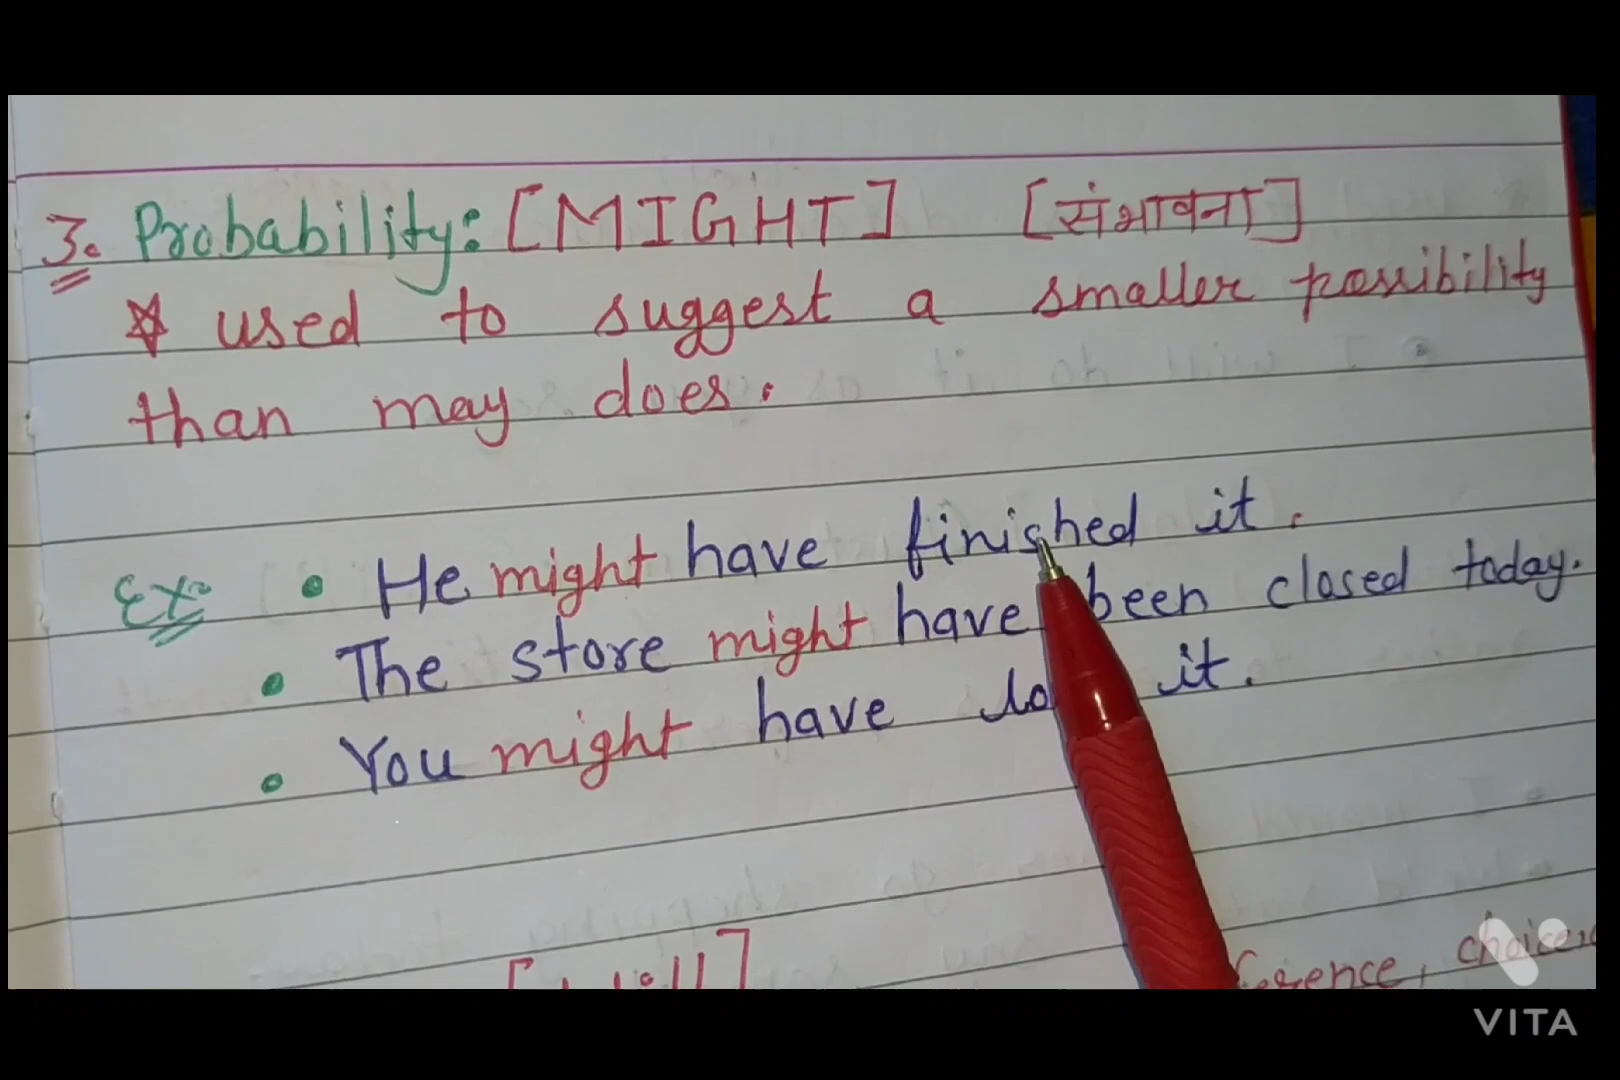 3. Probability: [MIGHT] [संभावना]
☆ used to suggest a smaller possibility
than may does.
Ex:- • He might have finished it.
• The store might have been closed today.
• You might have it.
choice,
VITA